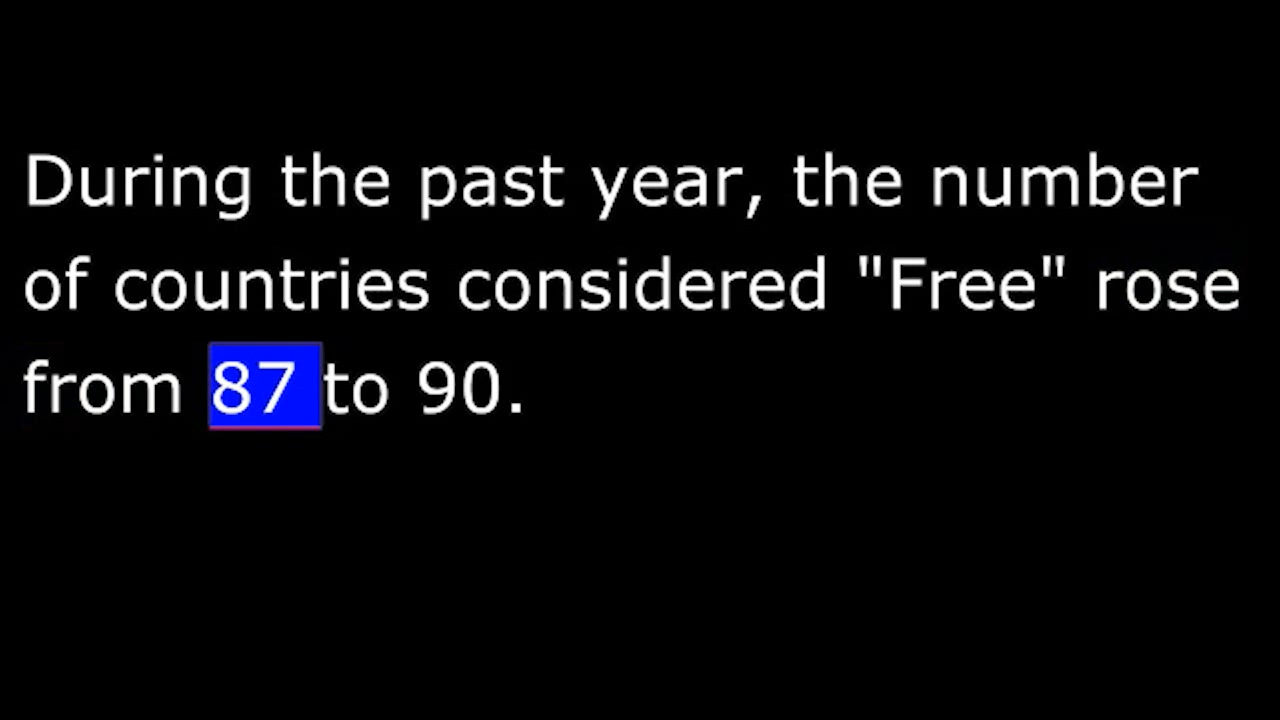 During the past year, the number
of countries considered "Free" rose
from 87 to 90.